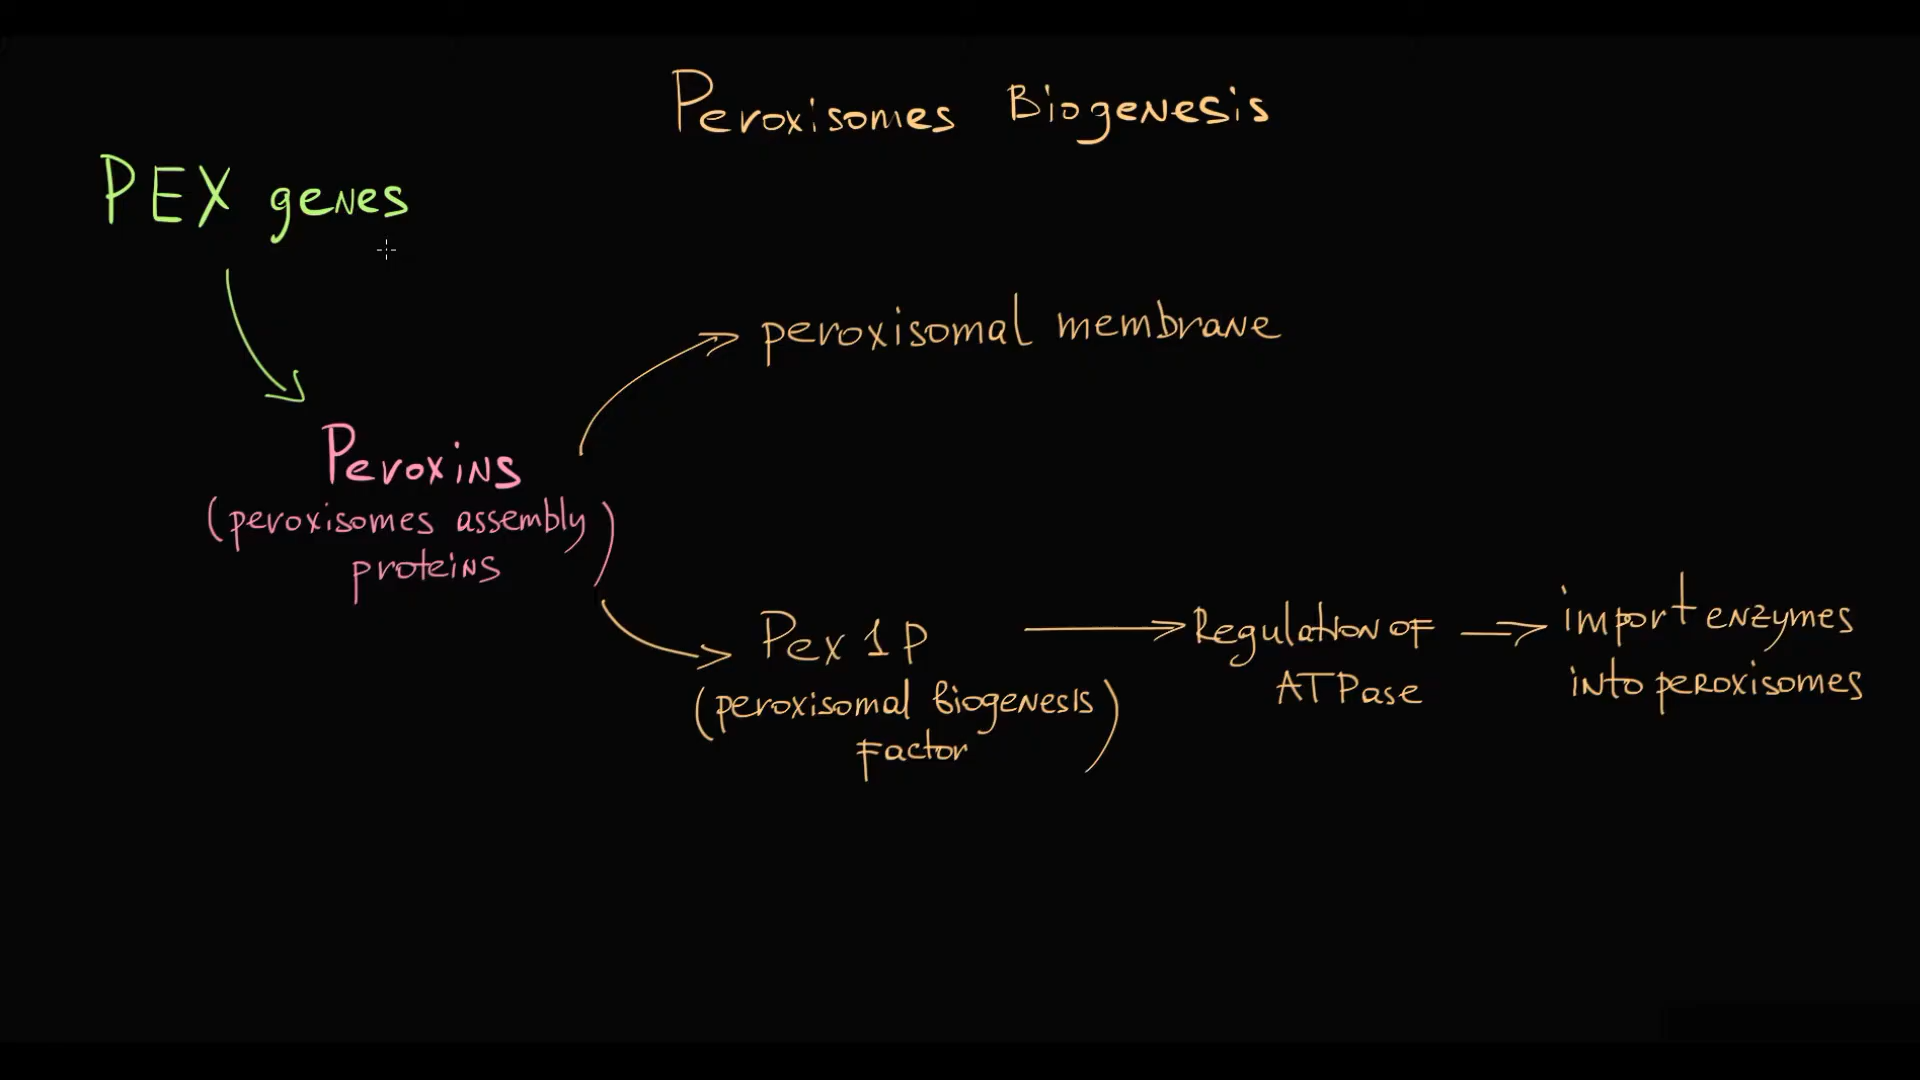 Peroxisomes Biogenesis
PEX genes
peroxisomal membrane
Peroxins
(peroxisomes assembly
proteins)
Pex 1p
(peroxisomal Biogenesis
Factor)
Regulation of
ATPase
import enzymes
into peroxisomes